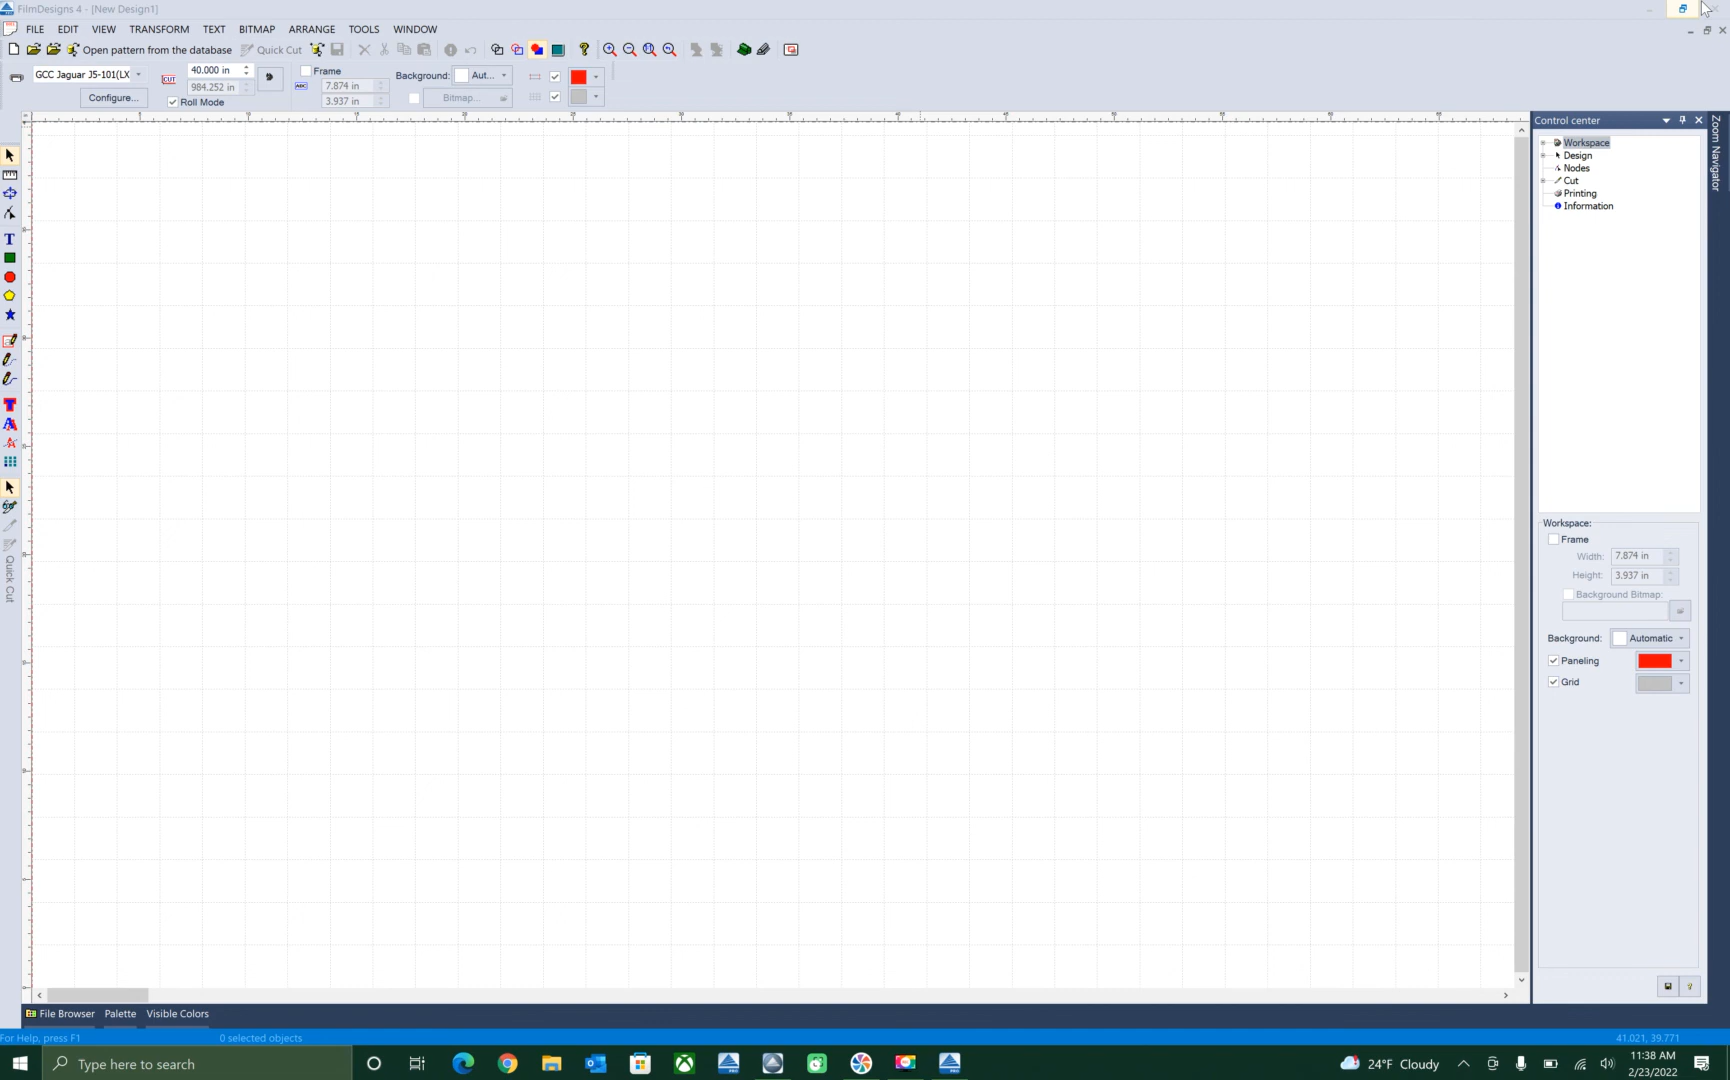 FilmDesigns 4 - [New Design1]
FILE EDIT VIEW TRANSFORM TEXT BITMAP ARRANGE TOOLS WINDOW
Open pattern from the database Quick Cut
GCC Jaguar J5-101(LX 40.000 in Frame Background: Aut...
CUT 984.252 in ABC 7.874 in
Configure... Roll Mode 3.937 in Bitmap...
Control center
Zoom Navigator
Workspace
Design
Nodes
Cut
Printing
Information
Workspace:
Frame
Width: 7.874 in
Height: 3.937 in
Background Bitmap:
Background: Automatic
Paneling
Grid
Quick Cut
File Browser Palette Visible Colors
For Help, press F1 0 selected objects 41.021, 39.771
Type here to search 24°F Cloudy 11:38 AM
2/23/2022